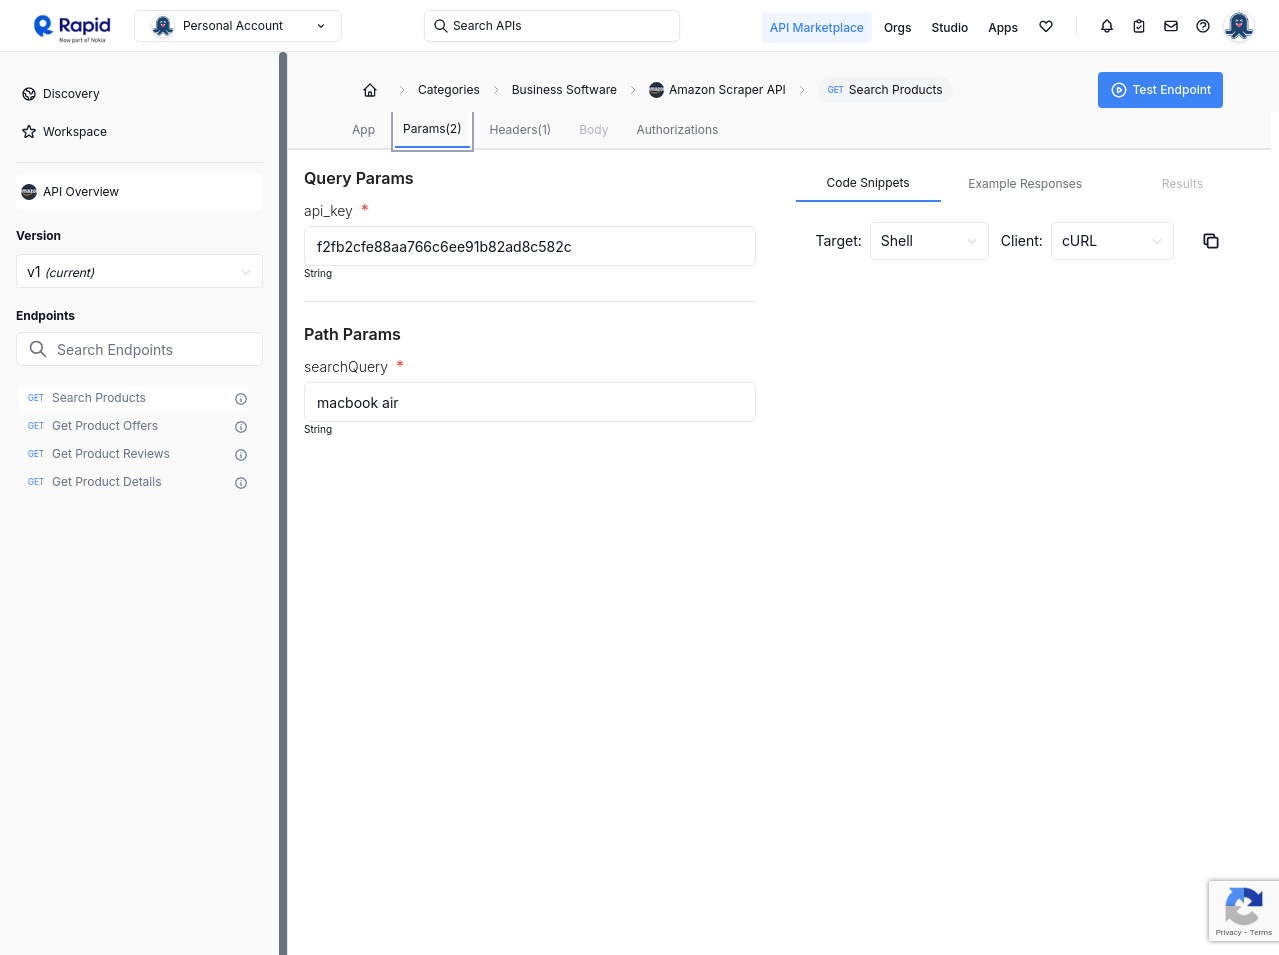 Rapid
Now part of Nokia
Personal Account
Search APIs
API Marketplace
Orgs
Studio
Apps
Discovery
Workspace
API Overview
Version
v1 (current)
Endpoints
Search Endpoints
GET Search Products
GET Get Product Offers
GET Get Product Reviews
GET Get Product Details
Categories
Business Software
Amazon Scraper API
GET Search Products
Test Endpoint
App
Params(2)
Headers(1)
Body
Authorizations
Query Params
api_key *
f2fb2cfe88aa766c6ee91b82ad8c582c
String
Path Params
searchQuery *
macbook air
String
Code Snippets
Example Responses
Results
Target: Shell
Client: cURL
Privacy - Terms